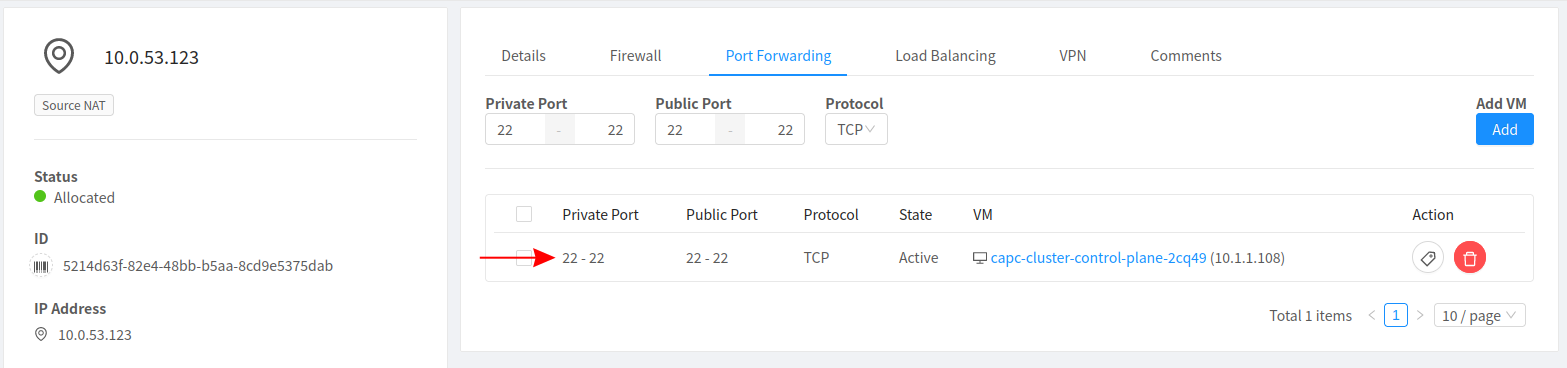 10.0.53.123
Source NAT
Status
Allocated
ID
5214d63f-82e4-48bb-b5aa-8cd9e5375dab
IP Address
10.0.53.123
Details Firewall Port Forwarding Load Balancing VPN Comments
Private Port Public Port Protocol Add VM
22 - 22 22 - 22 TCP Add
Private Port Public Port Protocol State VM Action
22 - 22 22 - 22 TCP Active capc-cluster-control-plane-2cq49 (10.1.1.108)
Total 1 items < 1 > 10 / page